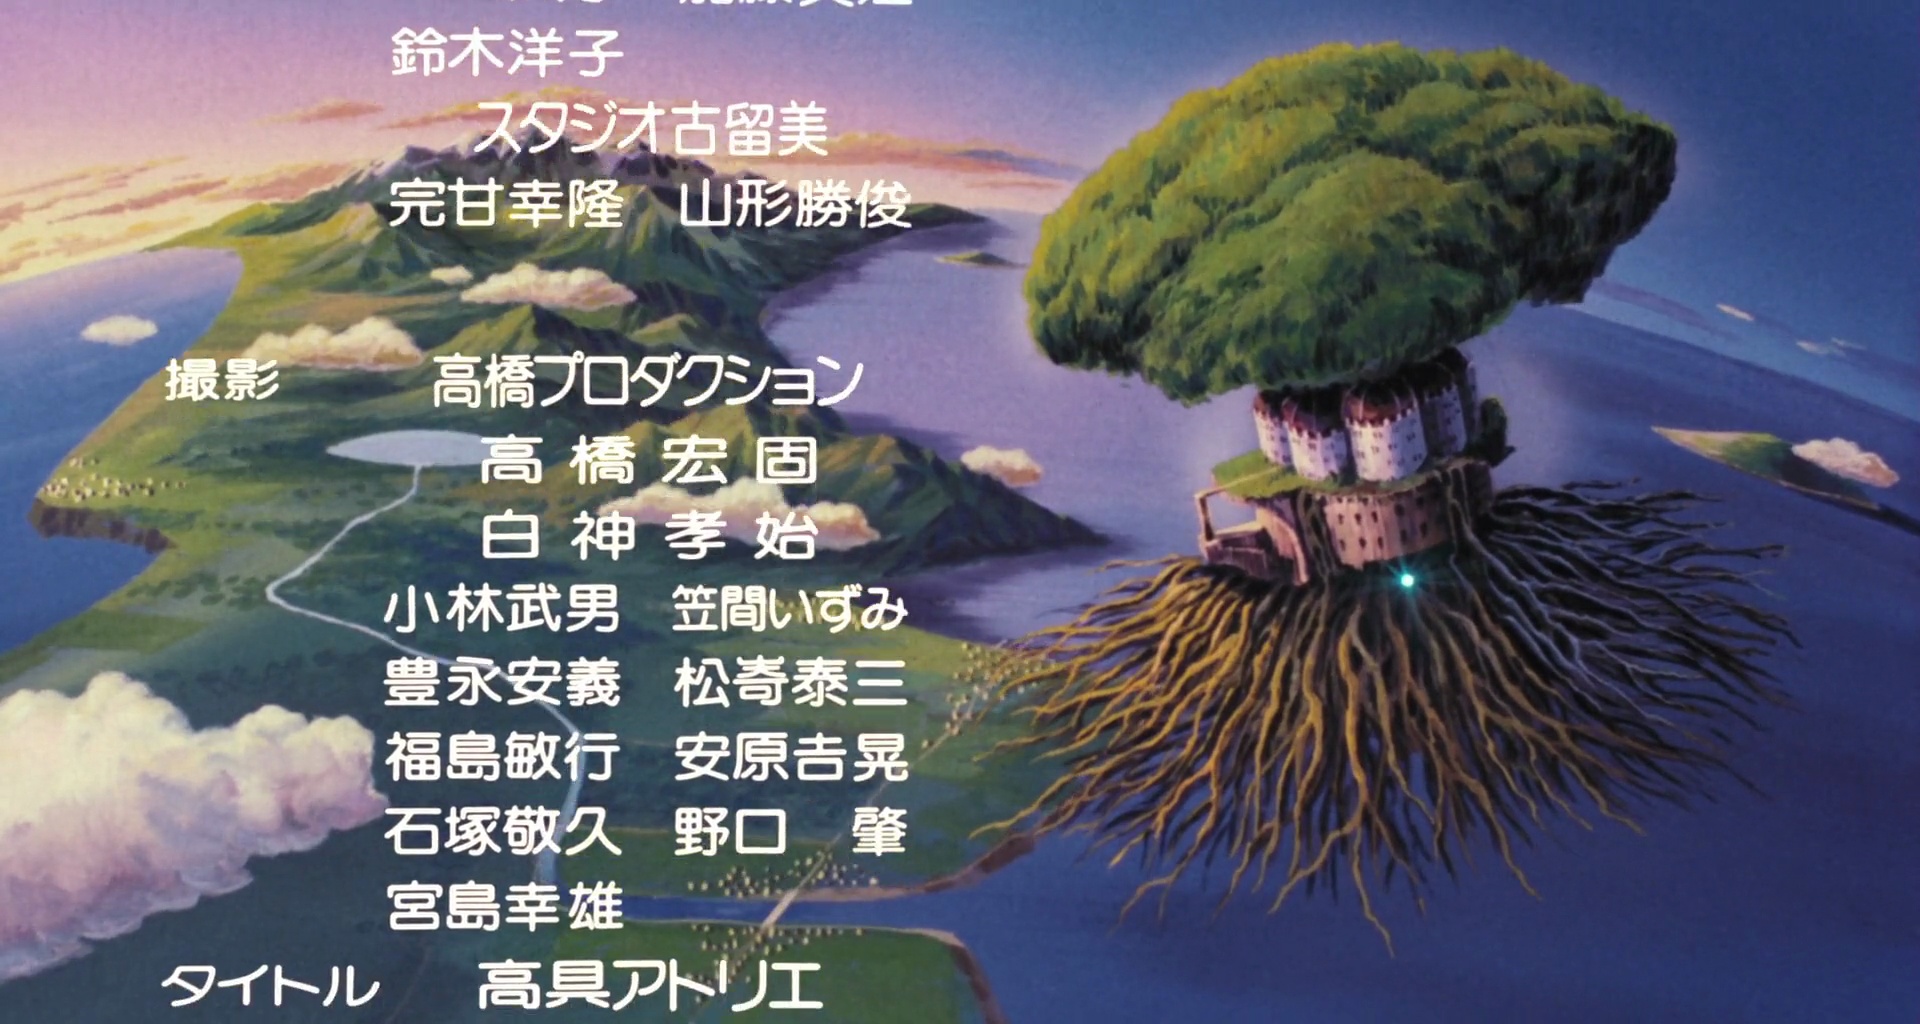 鈴木洋子
スタジオ古留美
完甘幸隆　山形勝俊
撮影　高橋プロダクション
高橋宏固
白神孝始
小林武男　笠間いずみ
豊永安義　松嵜泰三
福島敏行　安原吉晃
石塚敬久　野口　肇
宮島幸雄
タイトル　高具アトリエ